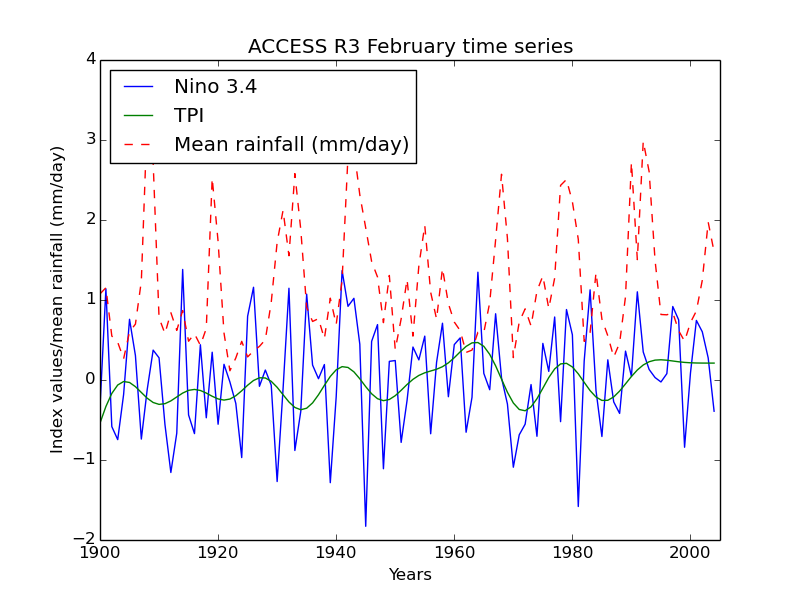 ACCESS R3 February time series
Nino 3.4
TPI
Mean rainfall (mm/day)
Index values/mean rainfall (mm/day)
4
3
2
1
0
−1
−2
1900 1920 1940 1960 1980 2000
Years